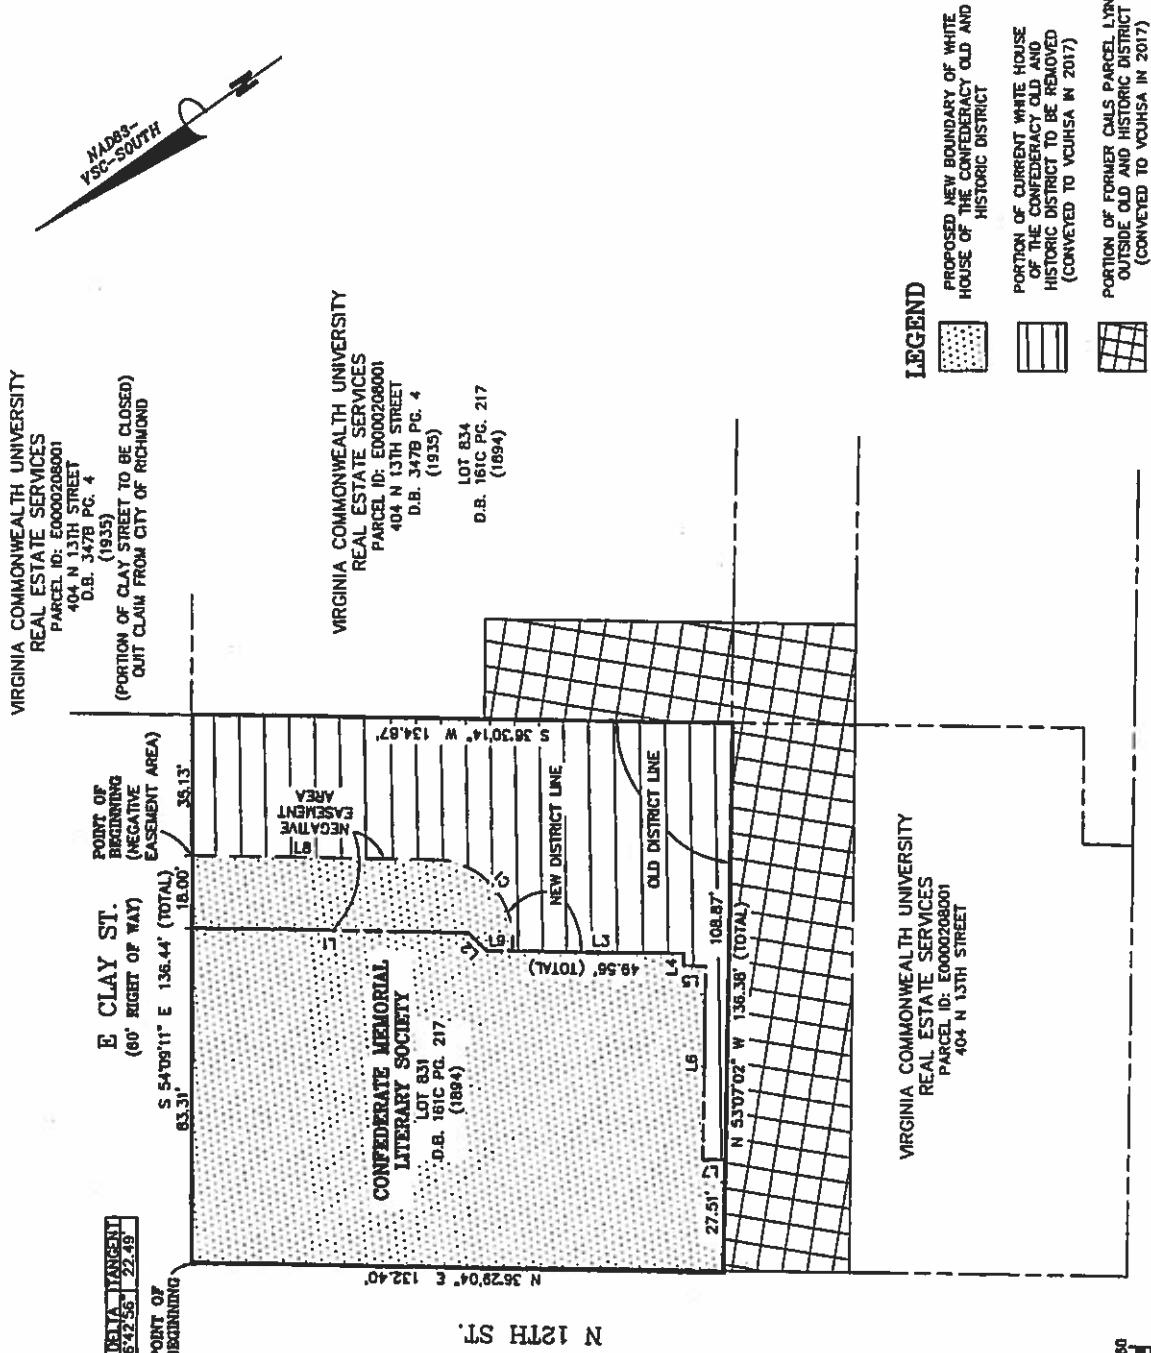 NAD83-
VSC-SOUTH
N
VIRGINIA COMMONWEALTH UNIVERSITY
REAL ESTATE SERVICES
PARCEL ID: E0000208001
404 N 13TH STREET
D.B. 347B PG. 4
(1935)
(PORTION OF CLAY STREET TO BE CLOSED)
QUIT CLAIM FROM CITY OF RICHMOND
VIRGINIA COMMONWEALTH UNIVERSITY
REAL ESTATE SERVICES
PARCEL ID: E0000208001
404 N 13TH STREET
D.B. 347B PG. 4
(1935)
LOT 834
D.B. 161C PG. 217
(1894)
LEGEND
PROPOSED NEW BOUNDARY OF WHITE
HOUSE OF THE CONFEDERACY OLD AND
HISTORIC DISTRICT
PORTION OF CURRENT WHITE HOUSE
OF THE CONFEDERACY OLD AND
HISTORIC DISTRICT TO BE REMOVED
(CONVEYED TO VCUHSA IN 2017)
PORTION OF FORMER CMLS PARCEL LYIN
OUTSIDE OLD AND HISTORIC DISTRICT
(CONVEYED TO VCUHSA IN 2017)
E CLAY ST.
(60' RIGHT OF WAY)
S 54°09'11" E 136.44' (TOTAL)
83.31'
18.00'
35.13'
POINT OF
BEGINNING
(NEGATIVE
EASEMENT AREA)
NEGATIVE
EASEMENT
AREA
L8
L1
L2
C1
L9
L3
L4
L5
L6
L7
S 36°30'14" W 134.87'
NEW DISTRICT LINE
OLD DISTRICT LINE
49.56' (TOTAL)
108.87'
N 53°07'02" W 136.38' (TOTAL)
27.51'
CONFEDERATE MEMORIAL
LITERARY SOCIETY
LOT 831
D.B. 161C PG. 217
(1894)
N 36°29'04" E 132.40'
N 12TH ST.
DELTA TANGENT
6°42'56" 22.49'
POINT OF
BEGINNING
VIRGINIA COMMONWEALTH UNIVERSITY
REAL ESTATE SERVICES
PARCEL ID: E0000208001
404 N 13TH STREET
60